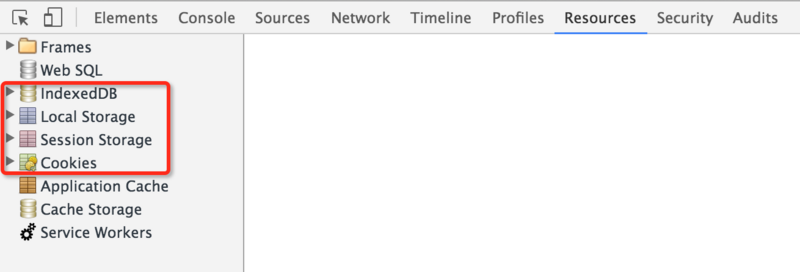 Elements Console Sources Network Timeline Profiles Resources Security Audits
Frames
Web SQL
IndexedDB
Local Storage
Session Storage
Cookies
Application Cache
Cache Storage
Service Workers